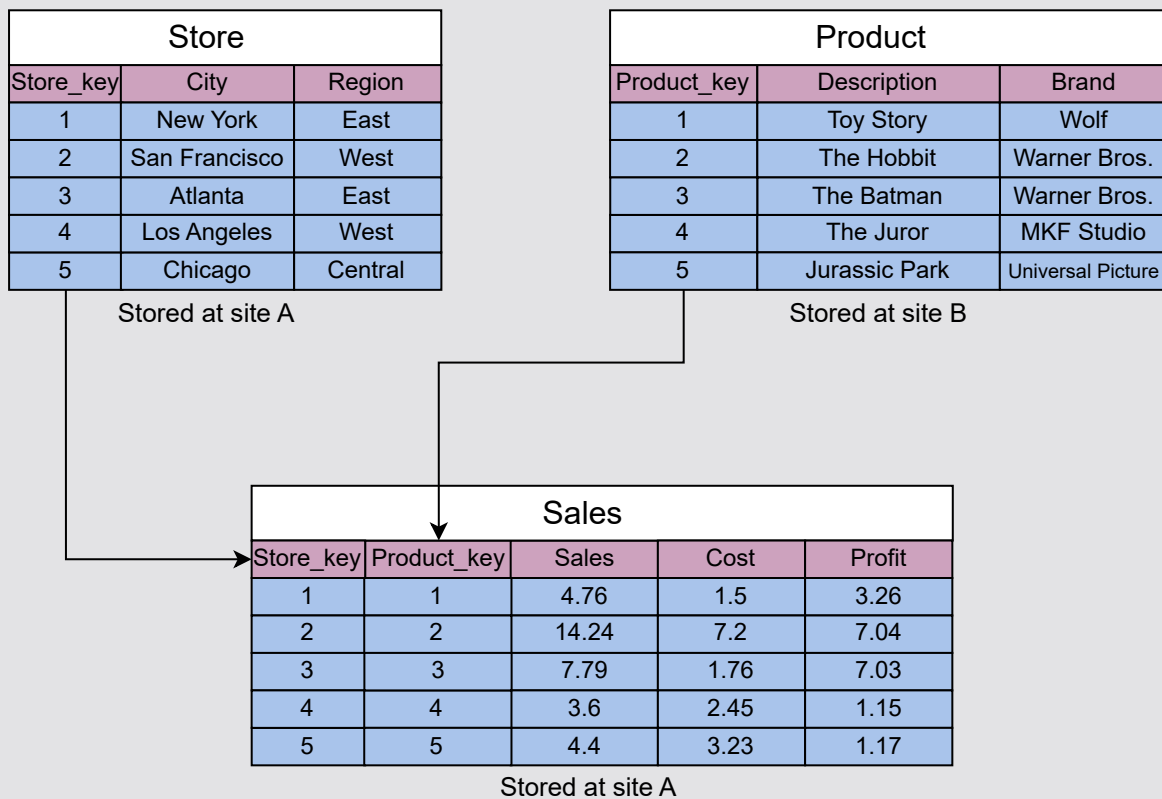 Store
Store_key City Region
1 New York East
2 San Francisco West
3 Atlanta East
4 Los Angeles West
5 Chicago Central
Stored at site A
Product
Product_key Description Brand
1 Toy Story Wolf
2 The Hobbit Warner Bros.
3 The Batman Warner Bros.
4 The Juror MKF Studio
5 Jurassic Park Universal Picture
Stored at site B
Sales
Store_key Product_key Sales Cost Profit
1 1 4.76 1.5 3.26
2 2 14.24 7.2 7.04
3 3 7.79 1.76 7.03
4 4 3.6 2.45 1.15
5 5 4.4 3.23 1.17
Stored at site A